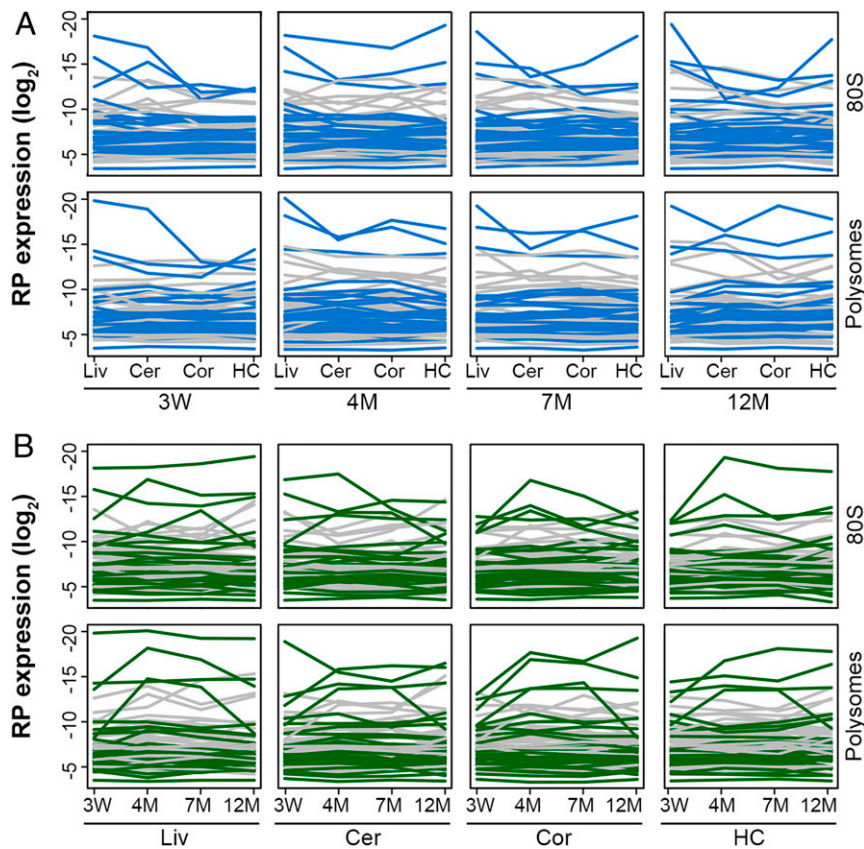 A
RP expression (log2)
-20
-15
-10
-5
80S
-20
-15
-10
-5
Polysomes
Liv Cer Cor HC Liv Cer Cor HC Liv Cer Cor HC Liv Cer Cor HC
3W 4M 7M 12M
B
RP expression (log2)
-20
-15
-10
-5
80S
RP expression (log2)
-20
-15
-10
-5
Polysomes
3W 4M 7M 12M 3W 4M 7M 12M 3W 4M 7M 12M 3W 4M 7M 12M
Liv Cer Cor HC